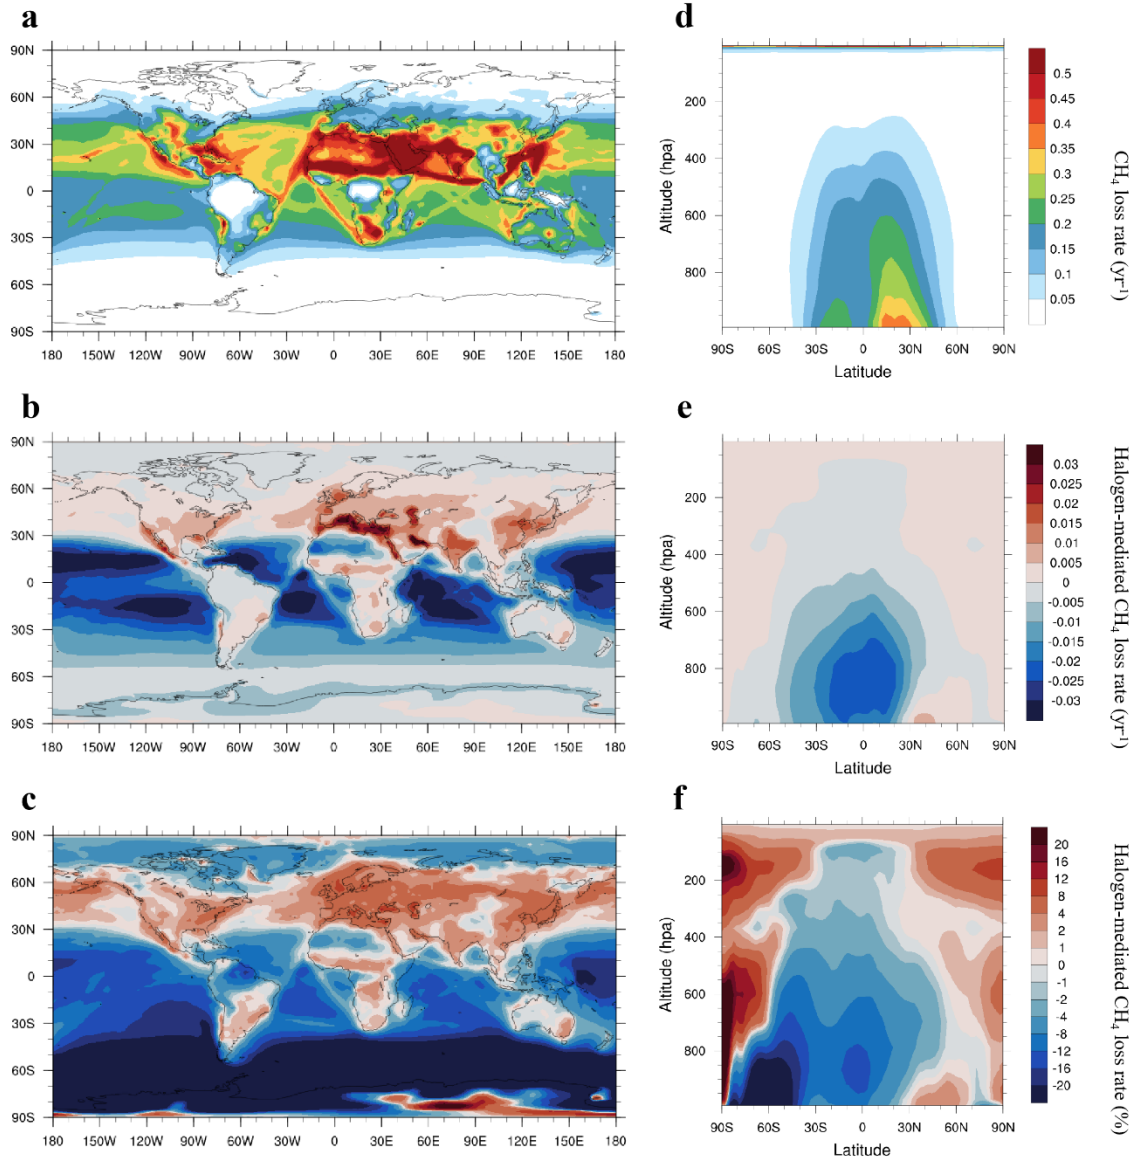 a
90N
60N
30N
0
30S
60S
90S
180 150W 120W 90W 60W 30W 0 30E 60E 90E 120E 150E 180
d
200
400
600
800
Altitude (hpa)
90S 60S 30S 0 30N 60N 90N
Latitude
0.5
0.45
0.4
0.35
0.3
0.25
0.2
0.15
0.1
0.05
CH₄ loss rate (yr⁻¹)
b
90N
60N
30N
0
30S
60S
90S
180 150W 120W 90W 60W 30W 0 30E 60E 90E 120E 150E 180
e
200
400
600
800
Altitude (hpa)
90S 60S 30S 0 30N 60N 90N
Latitude
0.03
0.025
0.02
0.015
0.01
0.005
0
-0.005
-0.01
-0.015
-0.02
-0.025
-0.03
Halogen-mediated CH₄ loss rate (yr⁻¹)
c
90N
60N
30N
0
30S
60S
90S
180 150W 120W 90W 60W 30W 0 30E 60E 90E 120E 150E 180
f
200
400
600
800
Altitude (hpa)
90S 60S 30S 0 30N 60N 90N
Latitude
20
16
12
8
4
2
1
0
-1
-2
-4
-8
-12
-16
-20
Halogen-mediated CH₄ loss rate (%)